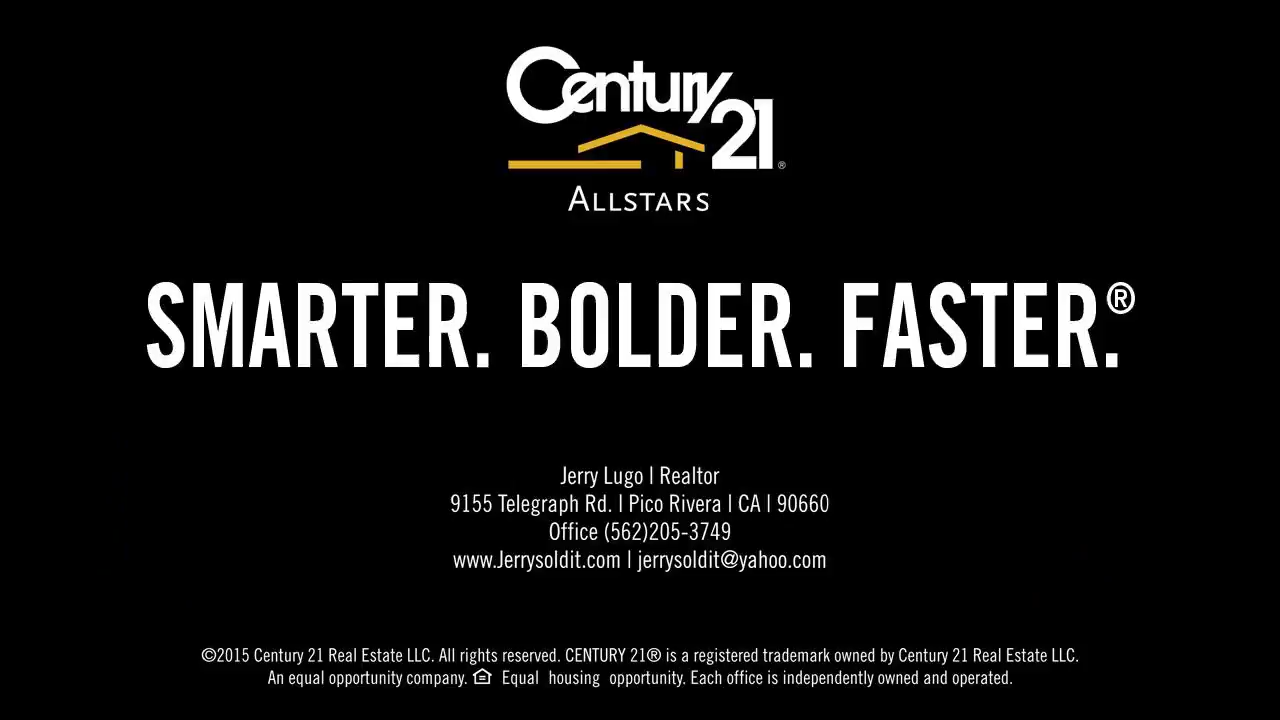 Century 21®
ALLSTARS
SMARTER. BOLDER. FASTER.®
Jerry Lugo | Realtor
9155 Telegraph Rd. | Pico Rivera | CA | 90660
Office (562)205-3749
www.Jerrysoldit.com | jerrysoldit@yahoo.com
©2015 Century 21 Real Estate LLC. All rights reserved. CENTURY 21® is a registered trademark owned by Century 21 Real Estate LLC.
An equal opportunity company. Equal housing opportunity. Each office is independently owned and operated.